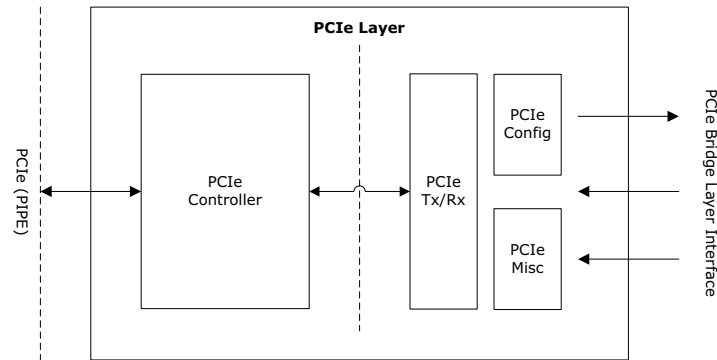 PCIe Layer
PCIe (PIPE)
PCIe
Controller
PCIe
Tx/Rx
PCIe
Config
PCIe
Misc
PCIe Bridge Layer Interface